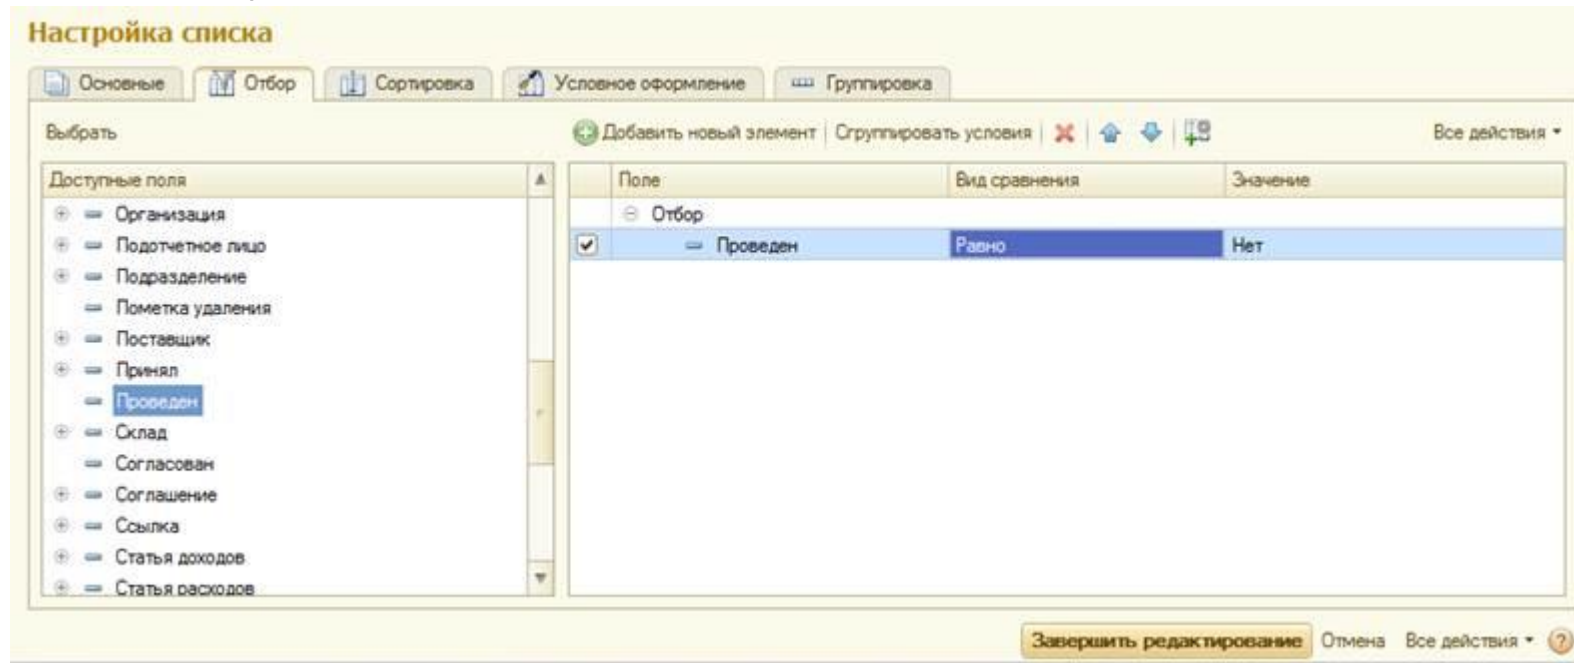 Настройка списка
Основные Отбор Сортировка Условное оформление Группировка
Выбрать Добавить новый элемент Сгруппировать условия Все действия
Доступные поля Поле Вид сравнения Значение
Организация Отбор
Подотчетное лицо Проведен Равно Нет
Подразделение
Пометка удаления
Поставщик
Принял
Проведен
Склад
Согласован
Соглашение
Ссылка
Статья доходов
Статья расходов
Завершить редактирование Отмена Все действия ?